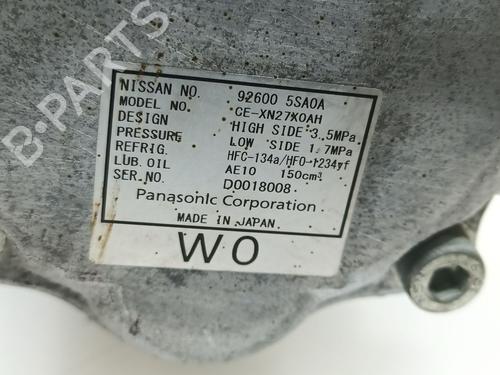 B-PARTS
NISSAN NO. 92600 5SA0A
MODEL NO. CE-XN27X0AH
DESIGN HIGH SIDE 3.5MPa
PRESSURE LOW SIDE 1.7MPa
REFRIG. HFC-134a/HFO-1234yf
LUB. OIL AE10 150cm³
SER.NO. D0018008
Panasonic Corporation
MADE IN JAPAN
W0